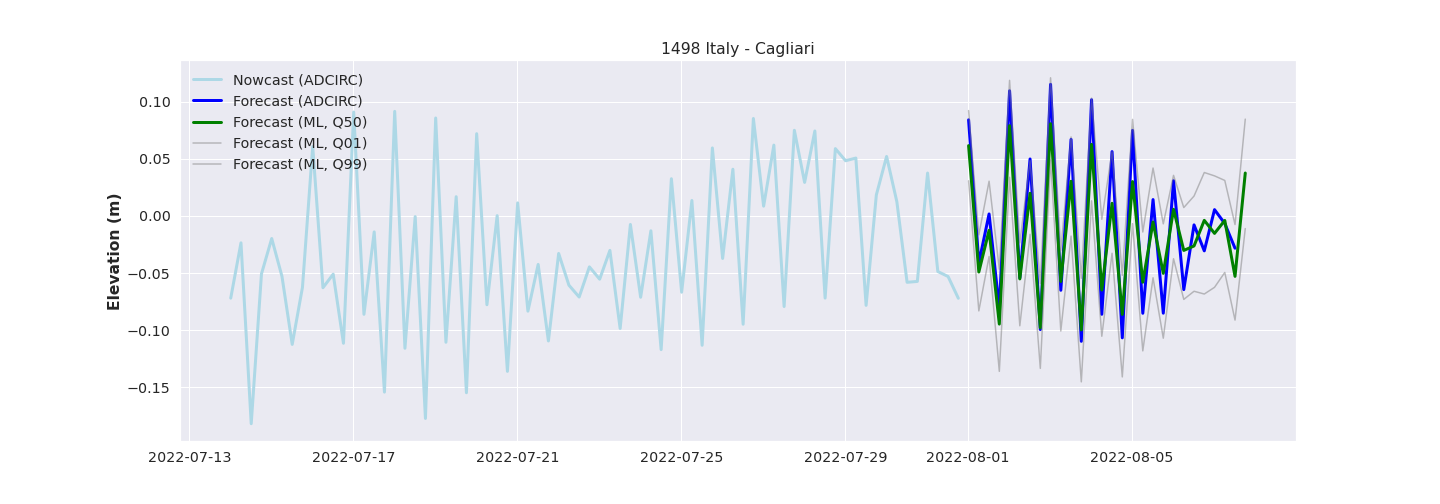 1498 Italy - Cagliari
Nowcast (ADCIRC)
Forecast (ADCIRC)
Forecast (ML, Q50)
Forecast (ML, Q01)
Forecast (ML, Q99)
Elevation (m)
0.10
0.05
0.00
−0.05
−0.10
−0.15
2022-07-13 2022-07-17 2022-07-21 2022-07-25 2022-07-29 2022-08-01 2022-08-05